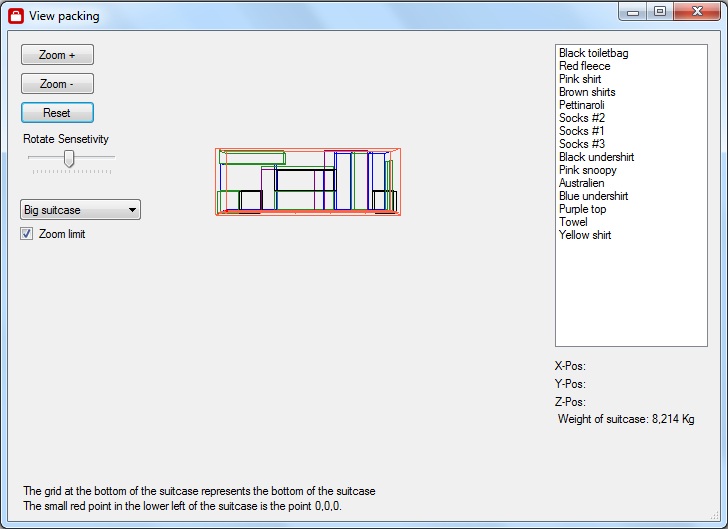 View packing
Zoom +
Zoom -
Reset
Rotate Sensetivity
Big suitcase
Zoom limit
Black toiletbag
Red fleece
Pink shirt
Brown shirts
Pettinaroli
Socks #2
Socks #1
Socks #3
Black undershirt
Pink snoopy
Australien
Blue undershirt
Purple top
Towel
Yellow shirt
X-Pos:
Y-Pos:
Z-Pos:
Weight of suitcase: 8,214 Kg
The grid at the bottom of the suitcase represents the bottom of the suitcase
The small red point in the lower left of the suitcase is the point 0,0,0.